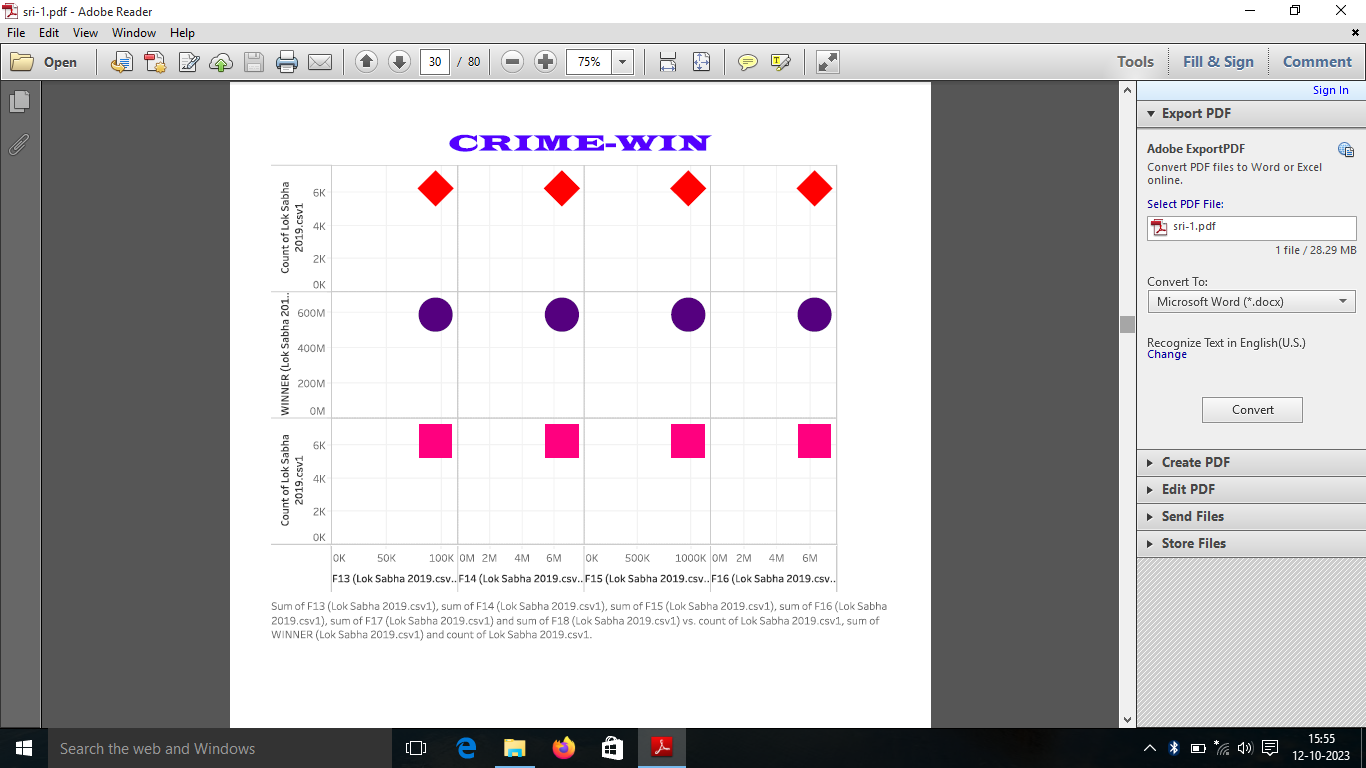 sri-1.pdf - Adobe Reader
File Edit View Window Help
Open 30 / 80 75% Tools Fill & Sign Comment
Sign In
Export PDF
Adobe ExportPDF
Convert PDF files to Word or Excel
online.
Select PDF File:
sri-1.pdf
1 file / 28.29 MB
Convert To:
Microsoft Word (*.docx)
Recognize Text in English(U.S.)
Change
Convert
Create PDF
Edit PDF
Send Files
Store Files
CRIME-WIN
Count of Lok Sabha
2019.csv1
6K
4K
2K
0K
WINNER (Lok Sabha 201..
600M
400M
200M
0M
Count of Lok Sabha
2019.csv1
6K
4K
2K
0K
0K 50K 100K 0M 2M 4M 6M 0K 500K 1000K 0M 2M 4M 6M
F13 (Lok Sabha 2019.csv.. F14 (Lok Sabha 2019.csv.. F15 (Lok Sabha 2019.csv.. F16 (Lok Sabha 2019.csv..
Sum of F13 (Lok Sabha 2019.csv1), sum of F14 (Lok Sabha 2019.csv1), sum of F15 (Lok Sabha 2019.csv1), sum of F16 (Lok Sabha
2019.csv1), sum of F17 (Lok Sabha 2019.csv1) and sum of F18 (Lok Sabha 2019.csv1) vs. count of Lok Sabha 2019.csv1, sum of
WINNER (Lok Sabha 2019.csv1) and count of Lok Sabha 2019.csv1.
Search the web and Windows
15:55
12-10-2023